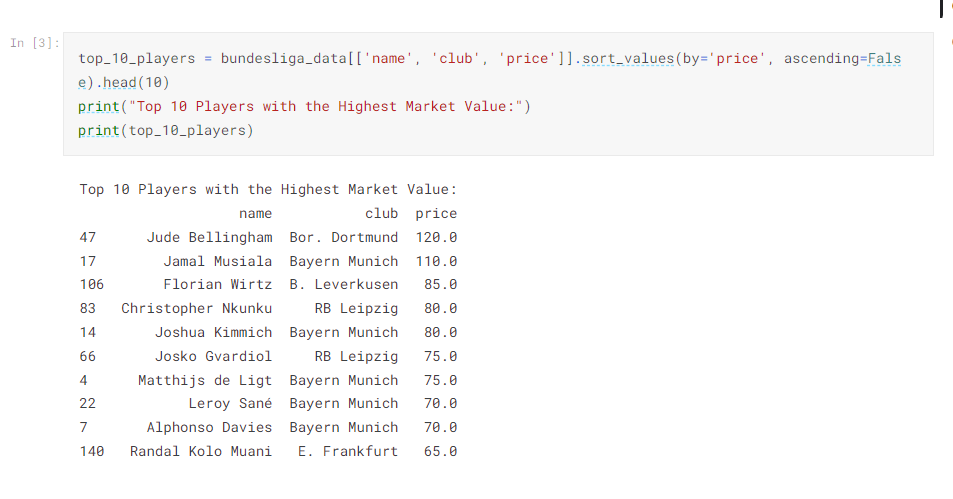 In [3]:
top_10_players = bundesliga_data[['name', 'club', 'price']].sort_values(by='price', ascending=Fals
e).head(10)
print("Top 10 Players with the Highest Market Value:")
print(top_10_players)
Top 10 Players with the Highest Market Value:
name club price
47 Jude Bellingham Bor. Dortmund 120.0
17 Jamal Musiala Bayern Munich 110.0
106 Florian Wirtz B. Leverkusen 85.0
83 Christopher Nkunku RB Leipzig 80.0
14 Joshua Kimmich Bayern Munich 80.0
66 Josko Gvardiol RB Leipzig 75.0
4 Matthijs de Ligt Bayern Munich 75.0
22 Leroy Sané Bayern Munich 70.0
7 Alphonso Davies Bayern Munich 70.0
140 Randal Kolo Muani E. Frankfurt 65.0